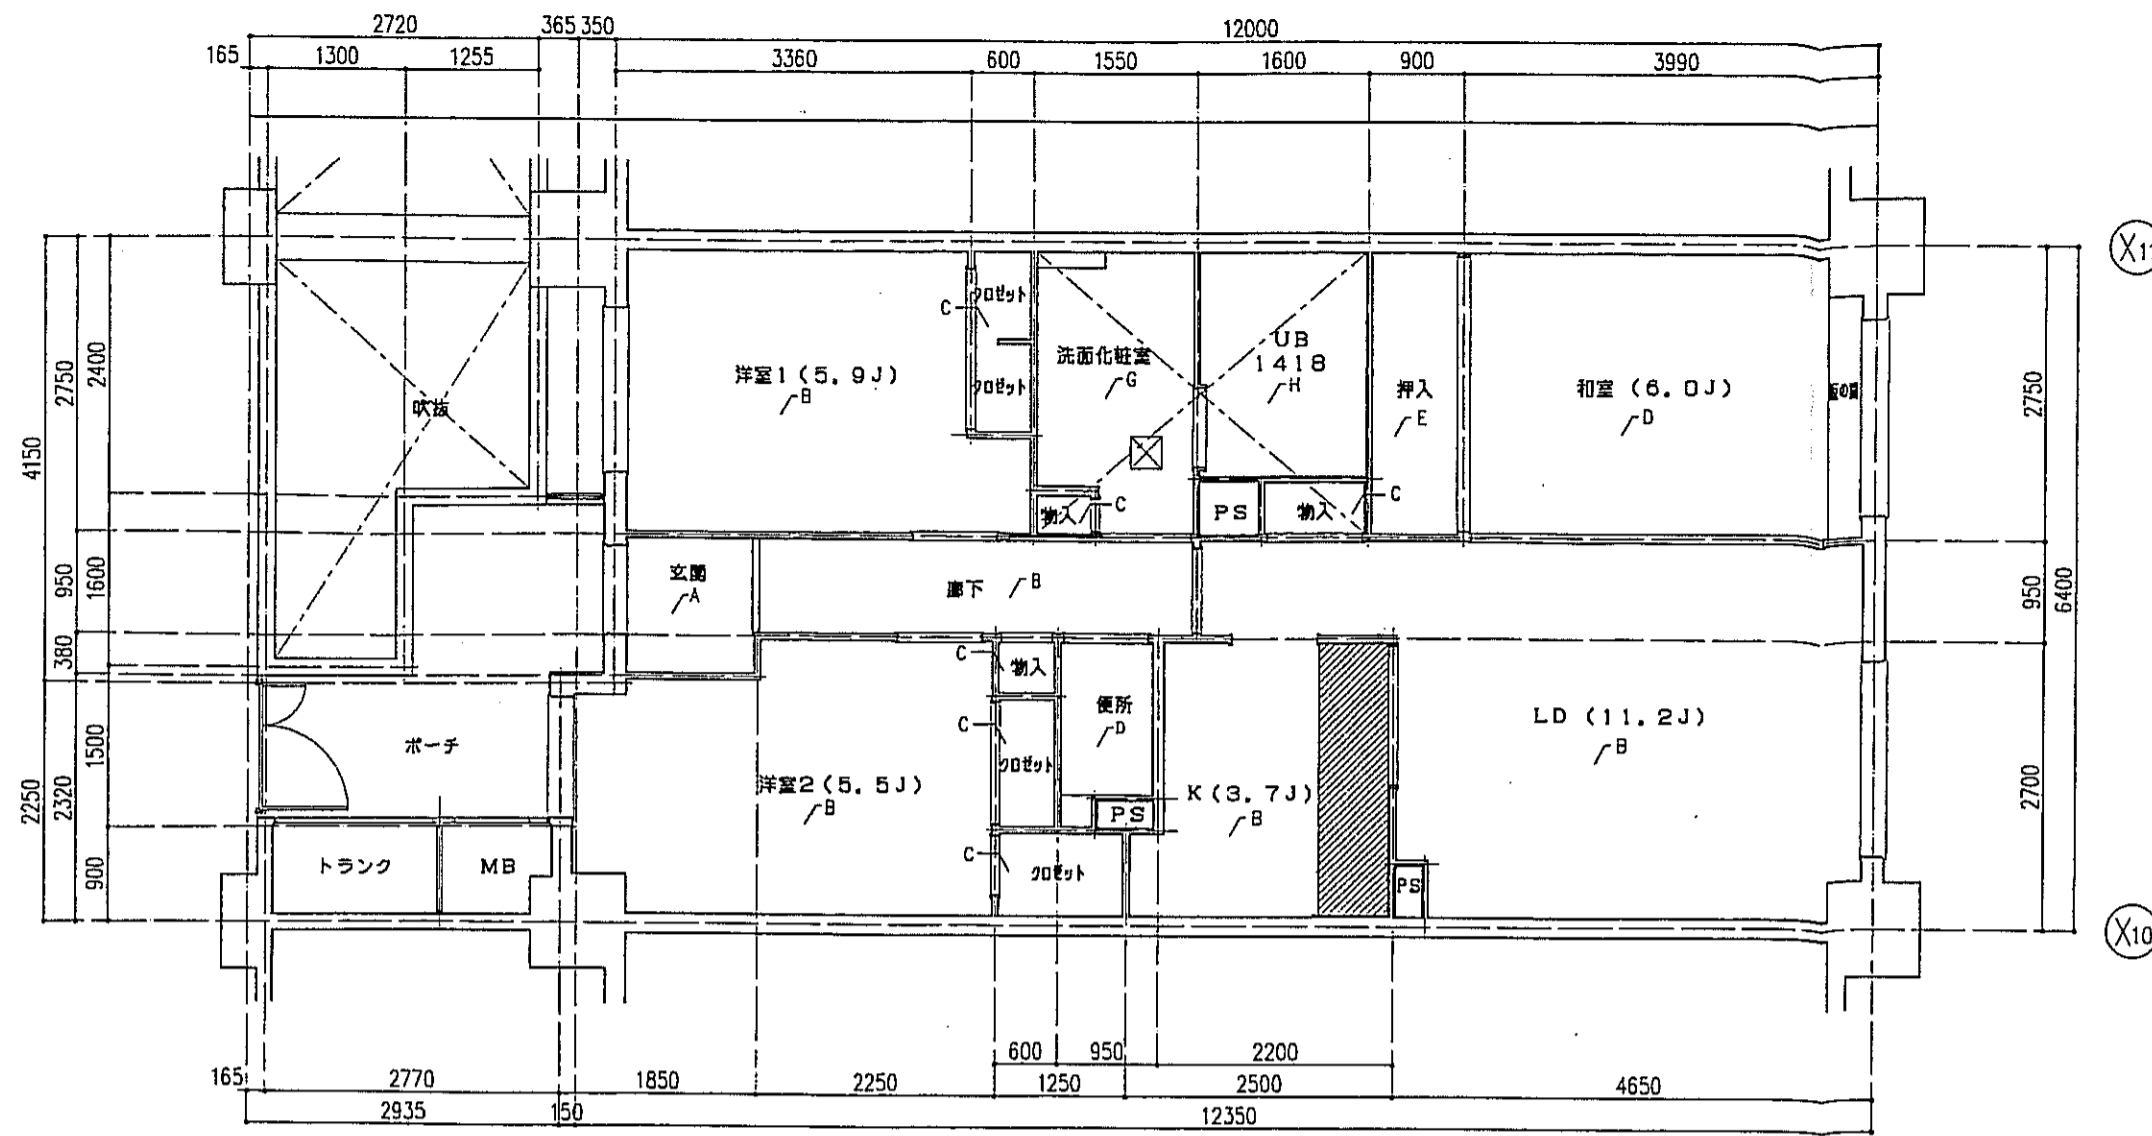 2720 365 350 12000
165 1300 1255 3360 600 1550 1600 900 3990
X11
4150
2750
2400
950
1600
380
2250
2320
1500
900
2750
950
6400
2700
吹抜
洋室1(5.9J)
B
C
クロゼット
クロゼット
洗面化粧室
G
UB
1418
H
押入
E
和室(6.0J)
D
物入
C
PS
物入
C
玄関
A
廊下
B
C
物入
便所
D
C
クロゼット
PS
C
クロゼット
ポーチ
洋室2(5.5J)
B
K(3.7J)
B
LD(11.2J)
B
トランク
MB
PS
X10
600 950 2200
165 2770 1850 2250 1250 2500 4650
2935 150 12350